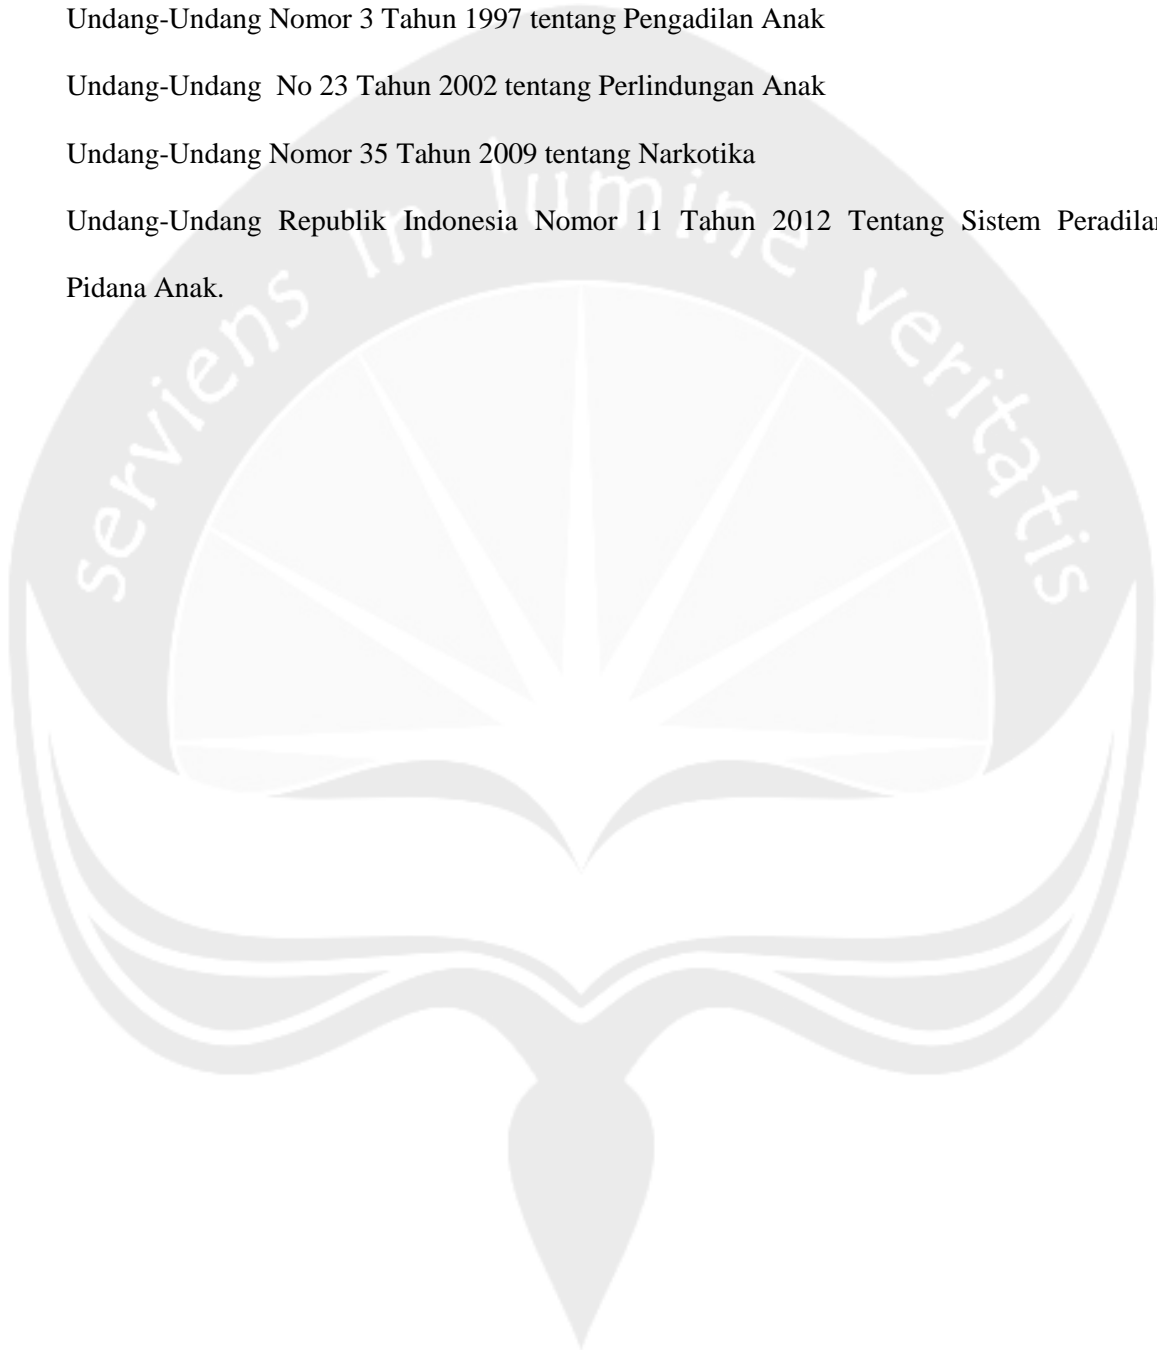 Undang-Undang Nomor 3 Tahun 1997 tentang Pengadilan Anak
Undang-Undang No 23 Tahun 2002 tentang Perlindungan Anak
Undang-Undang Nomor 35 Tahun 2009 tentang Narkotika
Undang-Undang Republik Indonesia Nomor 11 Tahun 2012 Tentang Sistem Peradilan
Pidana Anak.
serviens in lumine veritatis